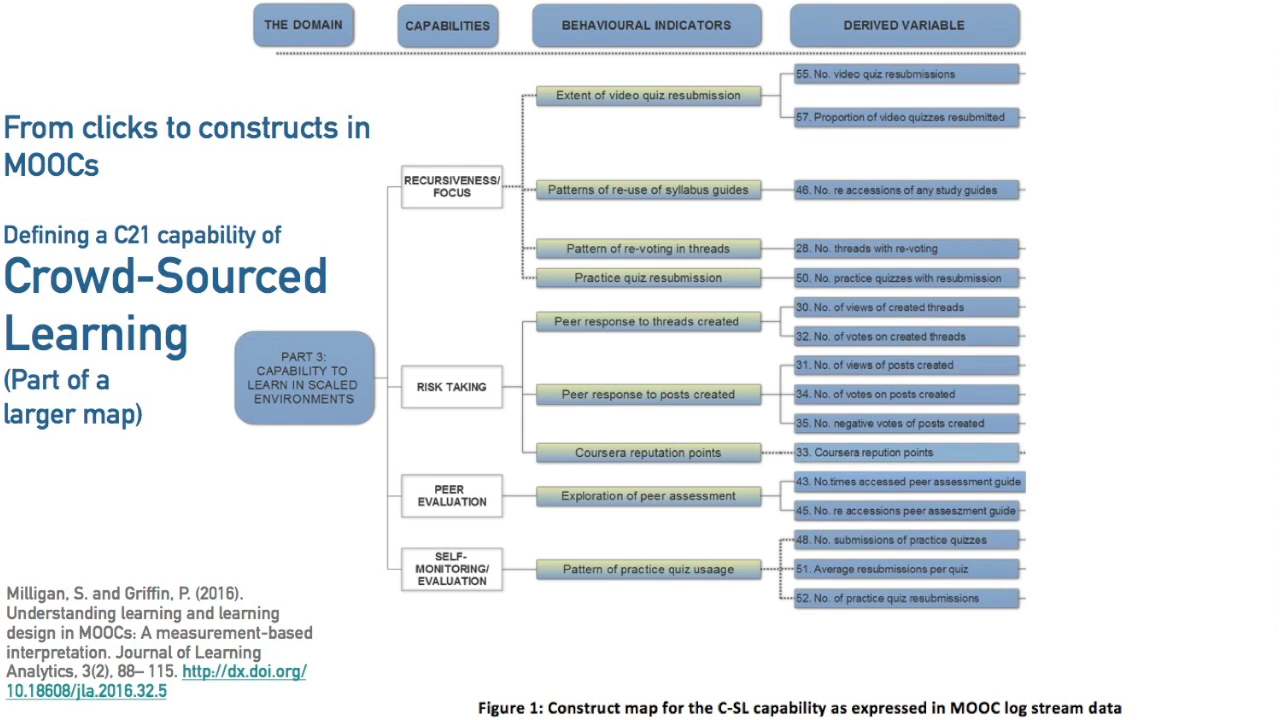 THE DOMAIN
CAPABILITIES
BEHAVIOURAL INDICATORS
DERIVED VARIABLE
From clicks to constructs in
MOOCs
Defining a C21 capability of
Crowd-Sourced
Learning
(Part of a
larger map)
PART 3:
CAPABILITY TO
LEARN IN SCALED
ENVIRONMENTS
RECURSIVENESS/
FOCUS
Extent of video quiz resubmission
55. No. video quiz resubmissions
57. Proportion of video quizzes resubmitted
Patterns of re-use of syllabus guides
46. No. re accessions of any study guides
Pattern of re-voting in threads
28. No. threads with re-voting
Practice quiz resubmission
50. No. practice quizzes with resubmission
RISK TAKING
Peer response to threads created
30. No. of views of created threads
32. No. of votes on created threads
Peer response to posts created
31. No. of views of posts created
34. No. of votes on posts created
35. No. negative votes of posts created
Coursera reputation points
33. Coursera repution points
PEER
EVALUATION
Exploration of peer assessment
43. No.times accessed peer assessment guide
45. No. re accessions peer asseszment guide
SELF-
MONITORING/
EVALUATION
Pattern of practice quiz usaage
48. No. submissions of practice quizzes
51. Average resubmissions per quiz
52. No. of practice quiz resubmissions
Milligan, S. and Griffin, P. (2016).
Understanding learning and learning
design in MOOCs: A measurement-based
interpretation. Journal of Learning
Analytics, 3(2), 88– 115. http://dx.doi.org/
10.18608/jla.2016.32.5
Figure 1: Construct map for the C-SL capability as expressed in MOOC log stream data